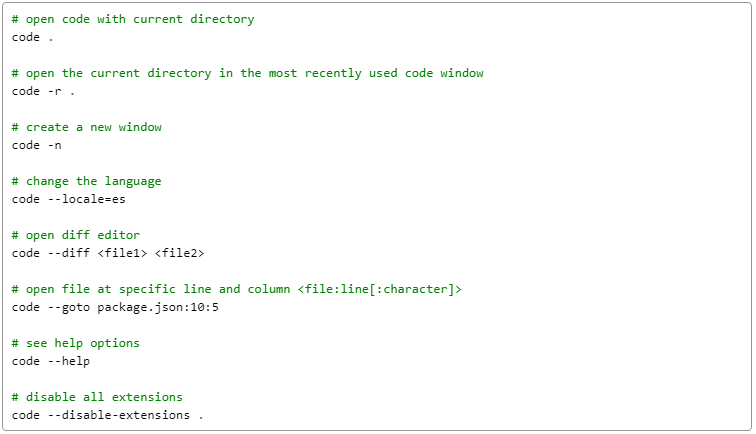 # open code with current directory
code .
# open the current directory in the most recently used code window
code -r .
# create a new window
code -n
# change the language
code --locale=es
# open diff editor
code --diff <file1> <file2>
# open file at specific line and column <file:line[:character]>
code --goto package.json:10:5
# see help options
code --help
# disable all extensions
code --disable-extensions .